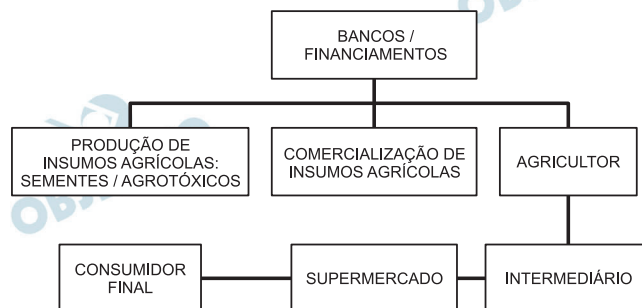 BANCOS /
FINANCIAMENTOS
PRODUÇÃO DE
INSUMOS AGRÍCOLAS:
SEMENTES / AGROTÓXICOS
COMERCIALIZAÇÃO DE
INSUMOS AGRÍCOLAS
AGRICULTOR
CONSUMIDOR
FINAL
SUPERMERCADO
INTERMEDIÁRIO